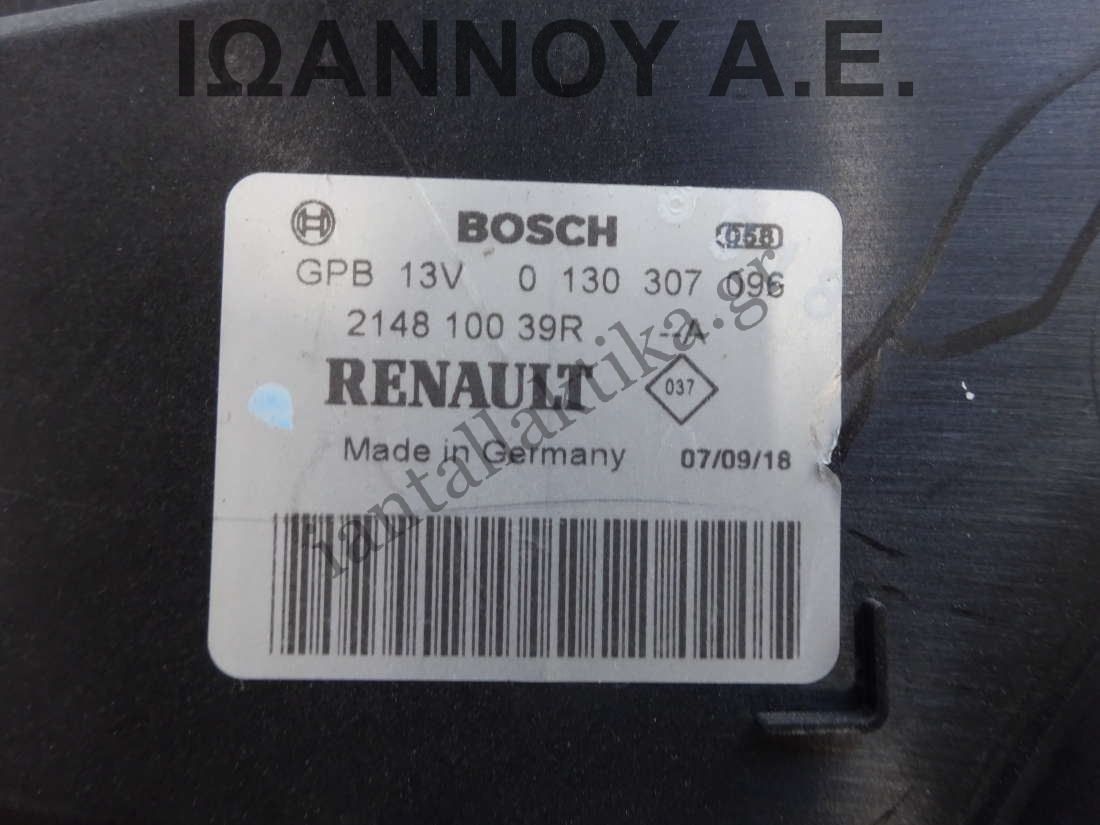 ΙΩΑΝΝΟΥ Α.Ε.
BOSCH 058
GPB 13V 0 130 307 096
2148 100 39R --A
RENAULT 037
Made in Germany 07/09/18
iantallaktika.gr